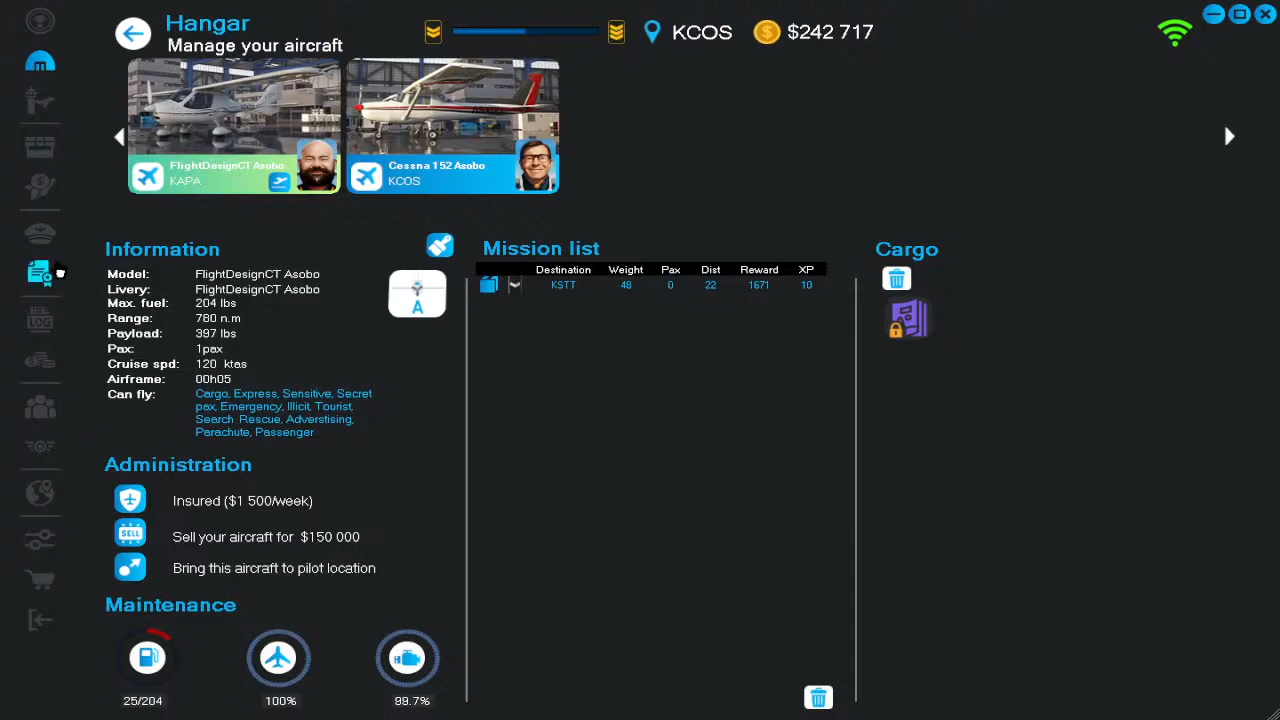 Hangar
Manage your aircraft
KCOS
$242 717
FlightDesignCT Asobo
KAPA
Cessna 152 Asobo
KCOS
Information
Model: FlightDesignCT Asobo
Livery: FlightDesignCT Asobo
Max. fuel: 204 lbs
Range: 780 n.m
Payload: 397 lbs
Pax: 1pax
Cruise spd: 120 ktas
Airframe: 00h05
Can fly: Cargo, Express, Sensitive, Secret
pax, Emergency, Illicit, Tourist,
Search Rescue, Adverstising,
Parachute, Passenger
A
Administration
Insured ($1 500/week)
SELL
Sell your aircraft for $150 000
Bring this aircraft to pilot location
Maintenance
25/204
100%
99.7%
Mission list
Destination Weight Pax Dist Reward XP
KSTT 48 0 22 1671 10
Cargo
LOG